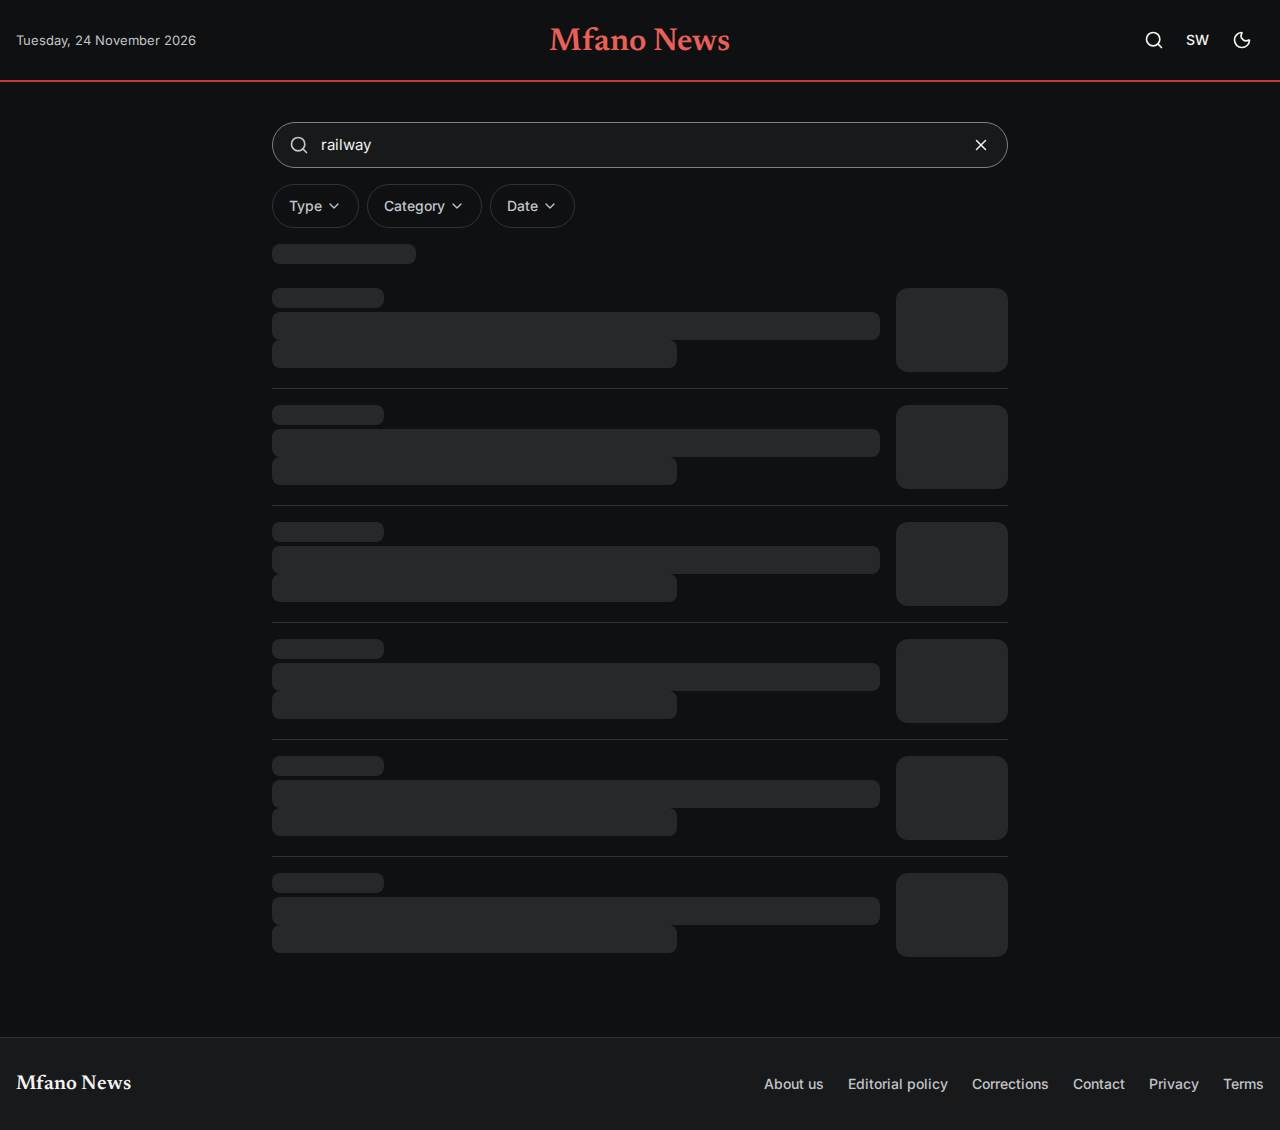 Tuesday, 24 November 2026
Mfano News
SW
railway
Type
Category
Date
Mfano News
About us
Editorial policy
Corrections
Contact
Privacy
Terms